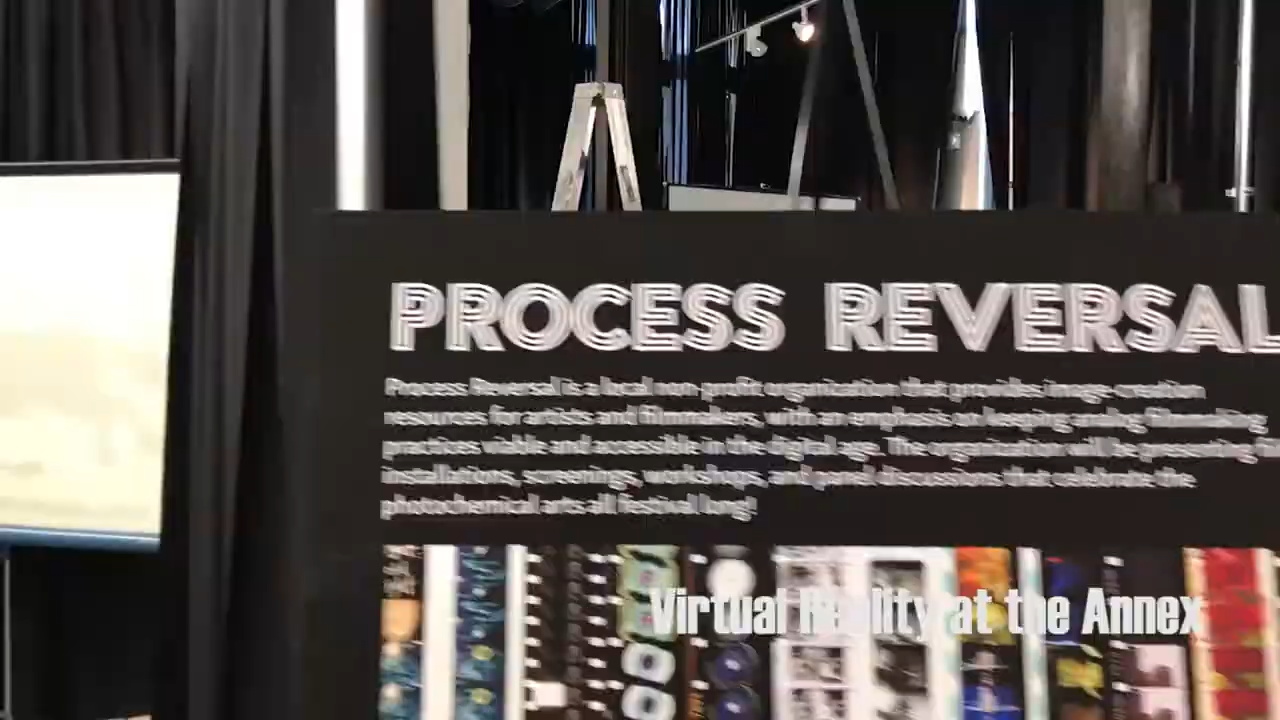 PROCESS REVERSAL
Process Reversal is a local non-profit organization that provides image-creation
resources for artists and filmmakers, with an emphasis on keeping analog filmmaking
practices viable and accessible in the digital age. The organization will be presenting
installations, screenings, workshops, and panel discussions that celebrate the
photochemical arts all festival long!
Virtual Reality at the Annex